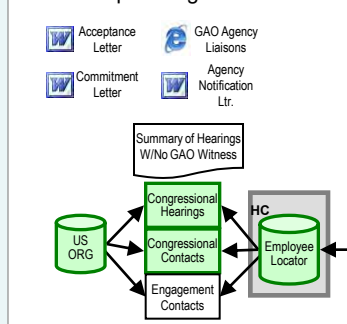 Acceptance
Letter
GAO Agency
Liaisons
Commitment
Letter
Agency
Notification
Ltr.
Summary of Hearings
W/No GAO Witness
Congressional
Hearings
HC
US
ORG
Congressional
Contacts
Employee
Locator
Engagement
Contacts